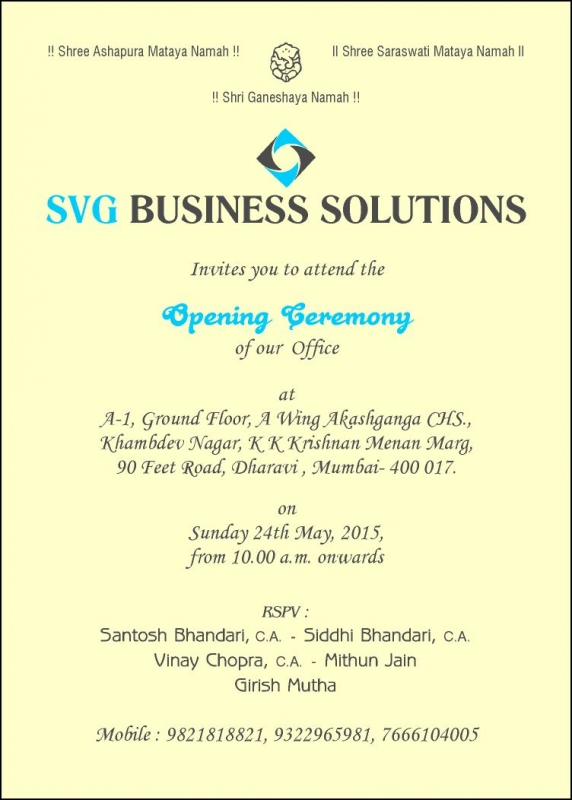 !! Shree Ashapura Mataya Namah !!
II Shree Saraswati Mataya Namah II
!! Shri Ganeshaya Namah !!
SVG BUSINESS SOLUTIONS
Invites you to attend the
Opening Ceremony
of our Office
at
A-1, Ground Floor, A Wing Akashganga CHS.,
Khambdev Nagar, K K Krishnan Menan Marg,
90 Feet Road, Dharavi , Mumbai- 400 017.
on
Sunday 24th May, 2015,
from 10.00 a.m. onwards
RSPV :
Santosh Bhandari, C.A. - Siddhi Bhandari, C.A.
Vinay Chopra, C.A. - Mithun Jain
Girish Mutha
Mobile : 9821818821, 9322965981, 7666104005